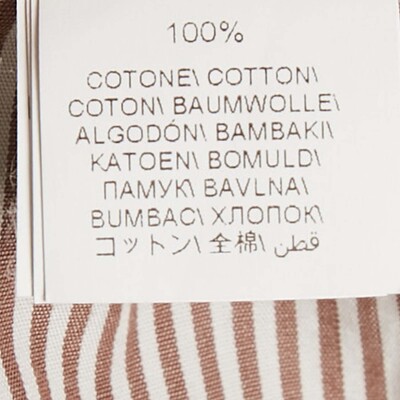 100%
COTONE\ COTTON\
COTON\ BAUMWOLLE\
ALGODÓN\ BAMBAKI\
KATOEN\ BOMULD\
ПАМУК\ BAVLNA\
BUMBAC\ ХЛОПОК\
コットン\ 全棉\ قطن